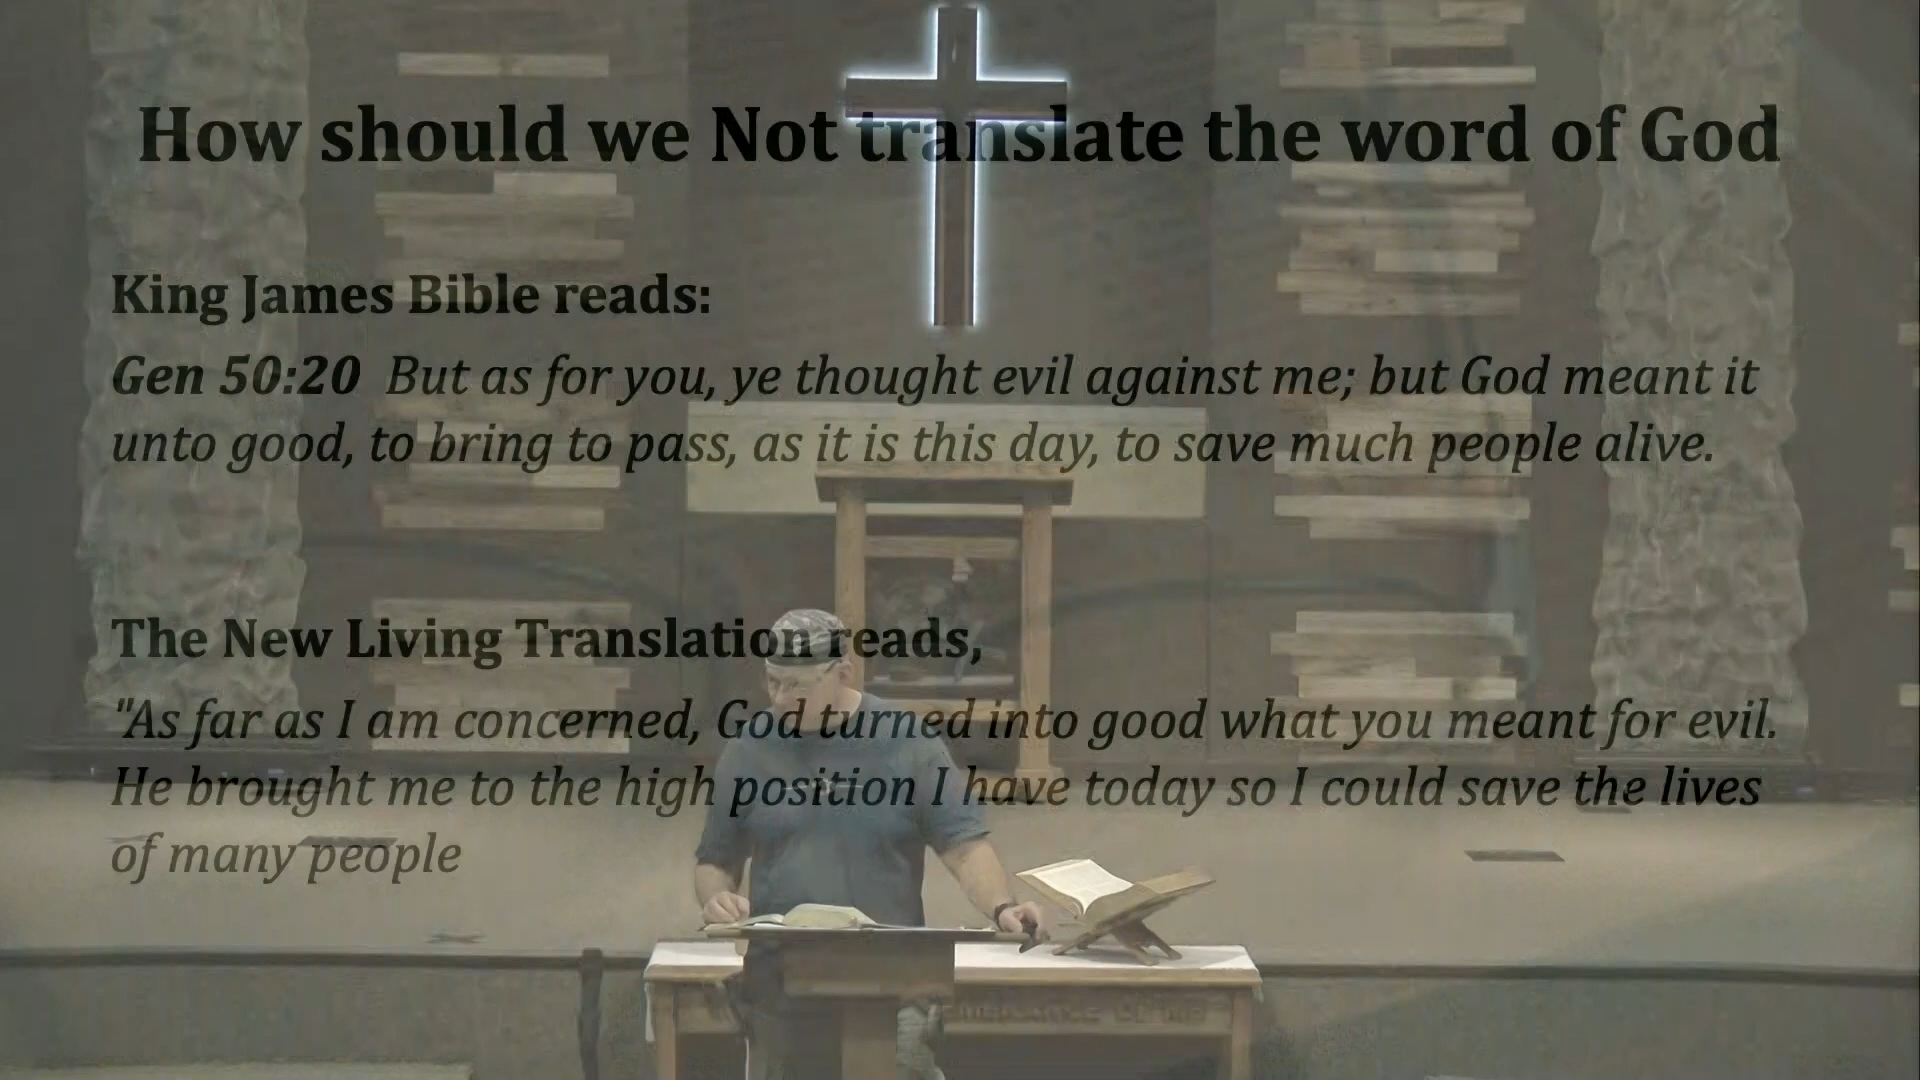 How should we Not translate the word of God
King James Bible reads:
Gen 50:20 But as for you, ye thought evil against me; but God meant it
unto good, to bring to pass, as it is this day, to save much people alive.
The New Living Translation reads,
"As far as I am concerned, God turned into good what you meant for evil.
He brought me to the high position I have today so I could save the lives
of many people